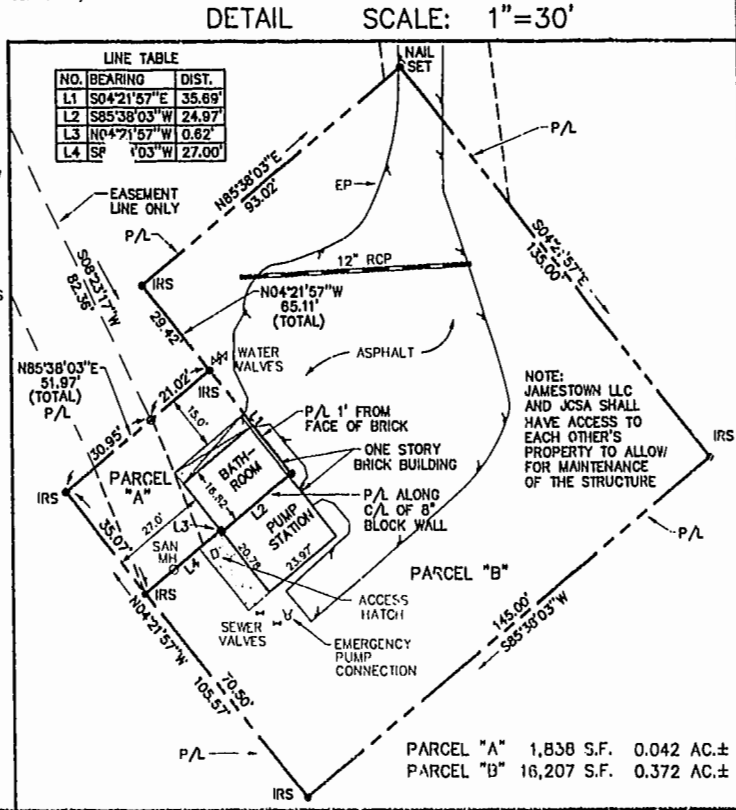 DETAIL SCALE: 1"=30'
LINE TABLE
NO. BEARING DIST.
L1 S04°21'57"E 35.69'
L2 S85°38'03"W 24.97'
L3 N04°21'57"W 0.62'
L4 03"W 27.00'
NAIL
SET
P/L
EASEMENT
LINE ONLY
P/L
N85°38'03"E
93.02'
EP
S04°21'57"E
135.00'
S08°23'17"W
82.36'
IRS
12" RCP
N04°21'57"W
65.11'
(TOTAL)
29.42'
N85°38'03"E
51.97'
(TOTAL)
P/L
21.02'
IRS
WATER
VALVES
ASPHALT
NOTE:
JAMESTOWN LLC
AND JCSA SHALL
HAVE ACCESS TO
EACH OTHER'S
PROPERTY TO ALLOW
FOR MAINTENANCE
OF THE STRUCTURE
15.0'
L1
P/L 1' FROM
FACE OF BRICK
30.95'
PARCEL
"A"
BATH-
ROOM
18.82'
ONE STORY
BRICK BUILDING
IRS
IRS
P/L ALONG
C/L OF 8"
BLOCK WALL
27.0'
L3
L2
PUMP
STATION
35.07'
SAN
MH
L4
20.78
23.97'
P/L
PARCEL "B"
IRS
ACCESS
HATCH
N04°21'57"W
105.57'
70.50'
SEWER
VALVES
EMERGENCY
PUMP
CONNECTION
145.00'
S85°38'03"W
P/L
IRS
PARCEL "A" 1,838 S.F. 0.042 AC.±
PARCEL "B" 16,207 S.F. 0.372 AC.±